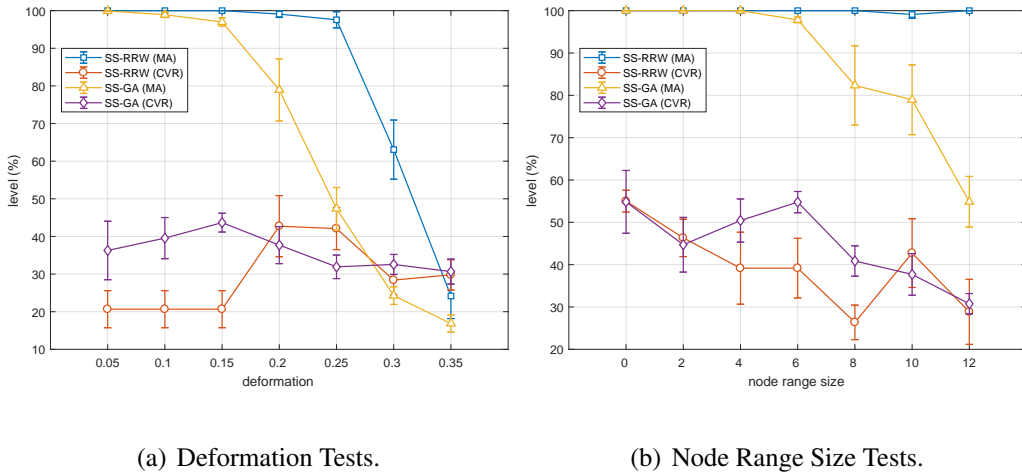 100
90
80
70
60
50
40
30
20
10
level (%)
SS-RRW (MA)
SS-RRW (CVR)
SS-GA (MA)
SS-GA (CVR)
0.05 0.1 0.15 0.2 0.25 0.3 0.35
deformation
(a) Deformation Tests.
100
90
80
70
60
50
40
30
20
level (%)
SS-RRW (MA)
SS-RRW (CVR)
SS-GA (MA)
SS-GA (CVR)
0 2 4 6 8 10 12
node range size
(b) Node Range Size Tests.